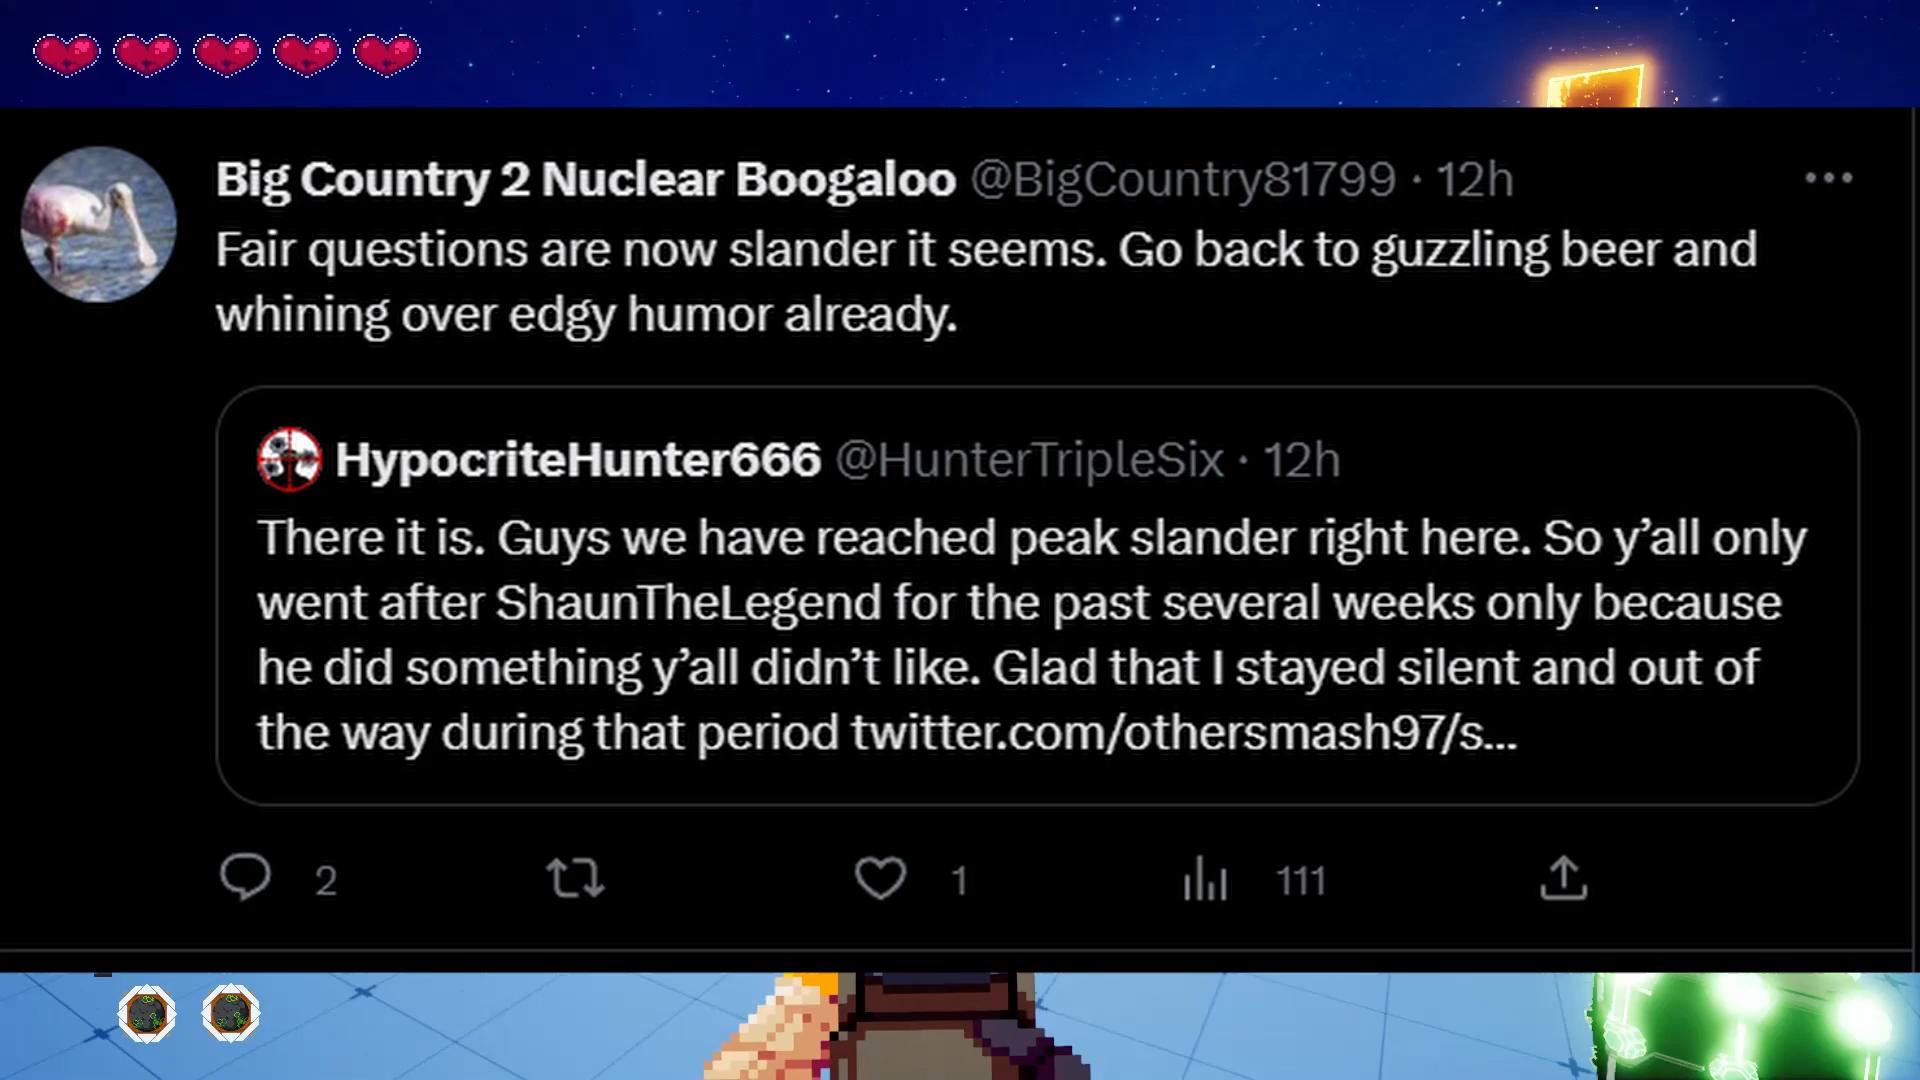 Big Country 2 Nuclear Boogaloo @BigCountry81799 · 12h
Fair questions are now slander it seems. Go back to guzzling beer and
whining over edgy humor already.
HypocriteHunter666 @HunterTripleSix · 12h
There it is. Guys we have reached peak slander right here. So y’all only
went after ShaunTheLegend for the past several weeks only because
he did something y’all didn’t like. Glad that I stayed silent and out of
the way during that period twitter.com/othersmash97/s...
2 1 111